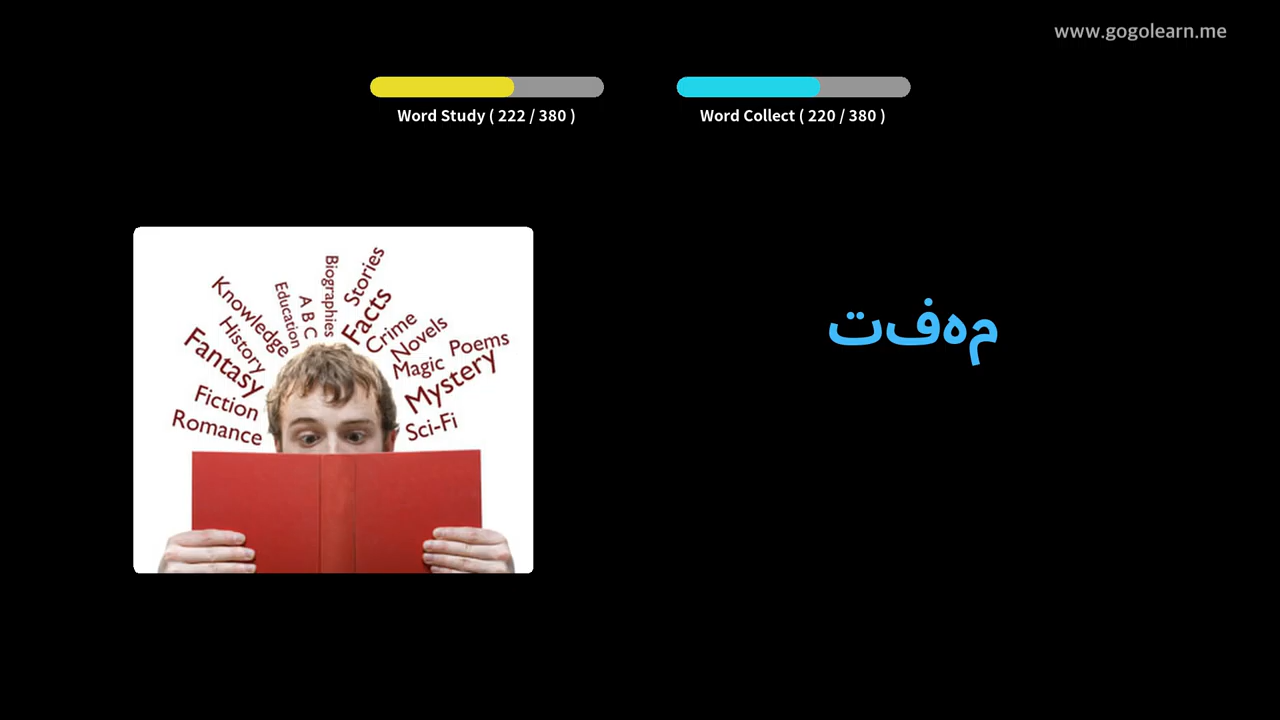 www.gogolearn.me
Word Study ( 222 / 380 )
Word Collect ( 220 / 380 )
Biographies
Stories
Education
A B C
Facts
Knowledge
Crime
History
Novels
Fantasy
Magic
Poems
Mystery
Fiction
Romance
Sci-Fi
مهفت